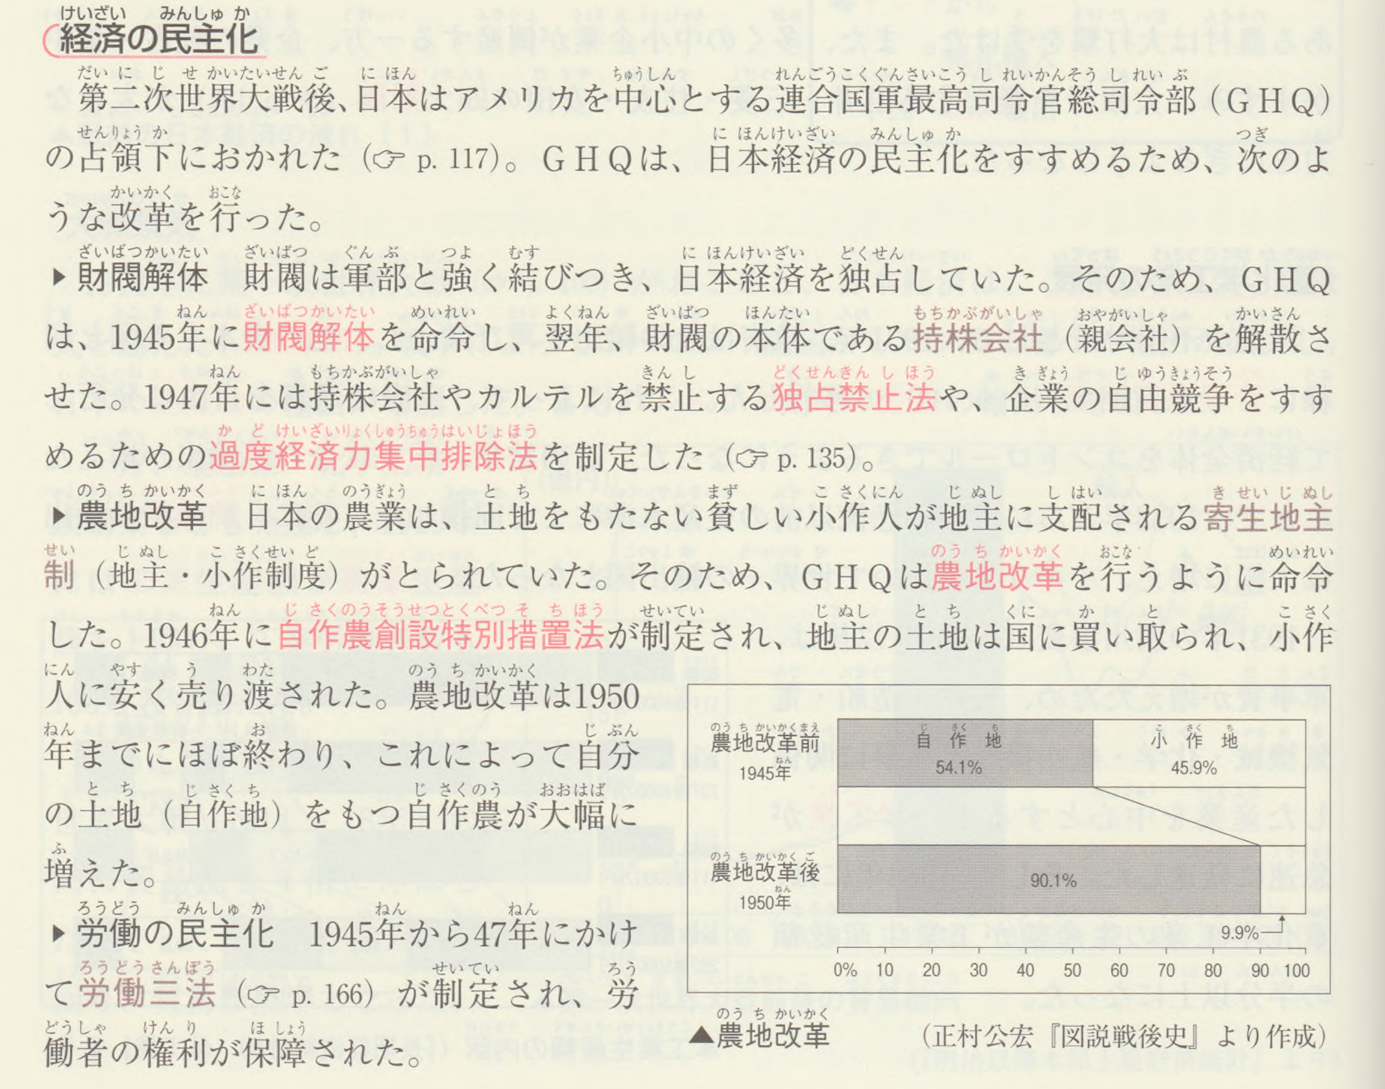 経済の民主化
第二次世界大戦後、日本はアメリカを中心とする連合国軍最高司令官総司令部（ＧＨＱ）
の占領下におかれた（☞ p. 117）。ＧＨＱは、日本経済の民主化をすすめるため、次のよ
うな改革を行った。
▶財閥解体　財閥は軍部と強く結びつき、日本経済を独占していた。そのため、ＧＨＱ
は、1945年に財閥解体を命令し、翌年、財閥の本体である持株会社（親会社）を解散さ
せた。1947年には持株会社やカルテルを禁止する独占禁止法や、企業の自由競争をすす
めるための過度経済力集中排除法を制定した（☞ p. 135）。
▶農地改革　日本の農業は、土地をもたない貧しい小作人が地主に支配される寄生地主
制（地主・小作制度）がとられていた。そのため、ＧＨＱは農地改革を行うように命令
した。1946年に自作農創設特別措置法が制定され、地主の土地は国に買い取られ、小作
人に安く売り渡された。農地改革は1950
年までにほぼ終わり、これによって自分
の土地（自作地）をもつ自作農が大幅に
増えた。
▶労働の民主化　1945年から47年にかけ
て労働三法（☞ p. 166）が制定され、労
働者の権利が保障された。
農地改革前
1945年
自作地
54.1%
小作地
45.9%
農地改革後
1950年
90.1%
9.9%
0% 10 20 30 40 50 60 70 80 90 100
▲農地改革　（正村公宏『図説戦後史』より作成）